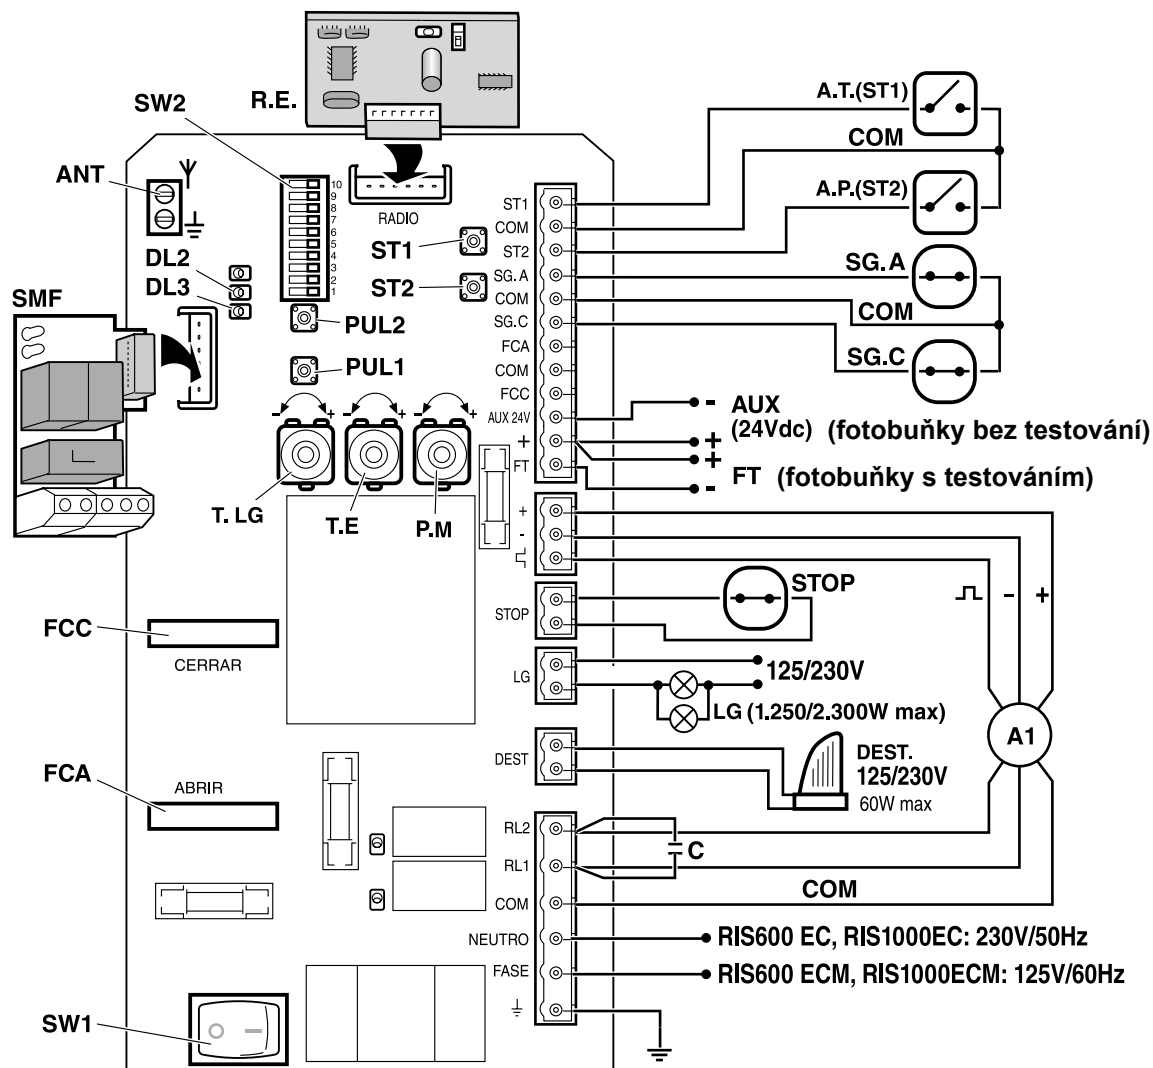 R.E.
SW2
A.T.(ST1)
COM
ANT
10
9
8
7
6
5
4
3
2
1
RADIO
A.P.(ST2)
ST1
COM
ST2
SG.A
COM
SG.C
FCA
COM
FCC
AUX 24V
+
FT
ST1
ST2
DL2
DL3
SMF
PUL2
PUL1
SG.A
COM
SG.C
- +
- +
- +
T. LG
T.E
P.M
- AUX
+ (24Vdc) (fotobuňky bez testování)
+
- FT (fotobuňky s testováním)
+
-
- +
STOP
STOP
FCC
CERRAR
LG
125/230V
LG (1.250/2.300W max)
A1
DEST
DEST.
125/230V
60W max
FCA
ABRIR
RL2
RL1
COM
C
COM
NEUTRO
RIS600 EC, RIS1000EC: 230V/50Hz
FASE
RIS600 ECM, RIS1000ECM: 125V/60Hz
SW1